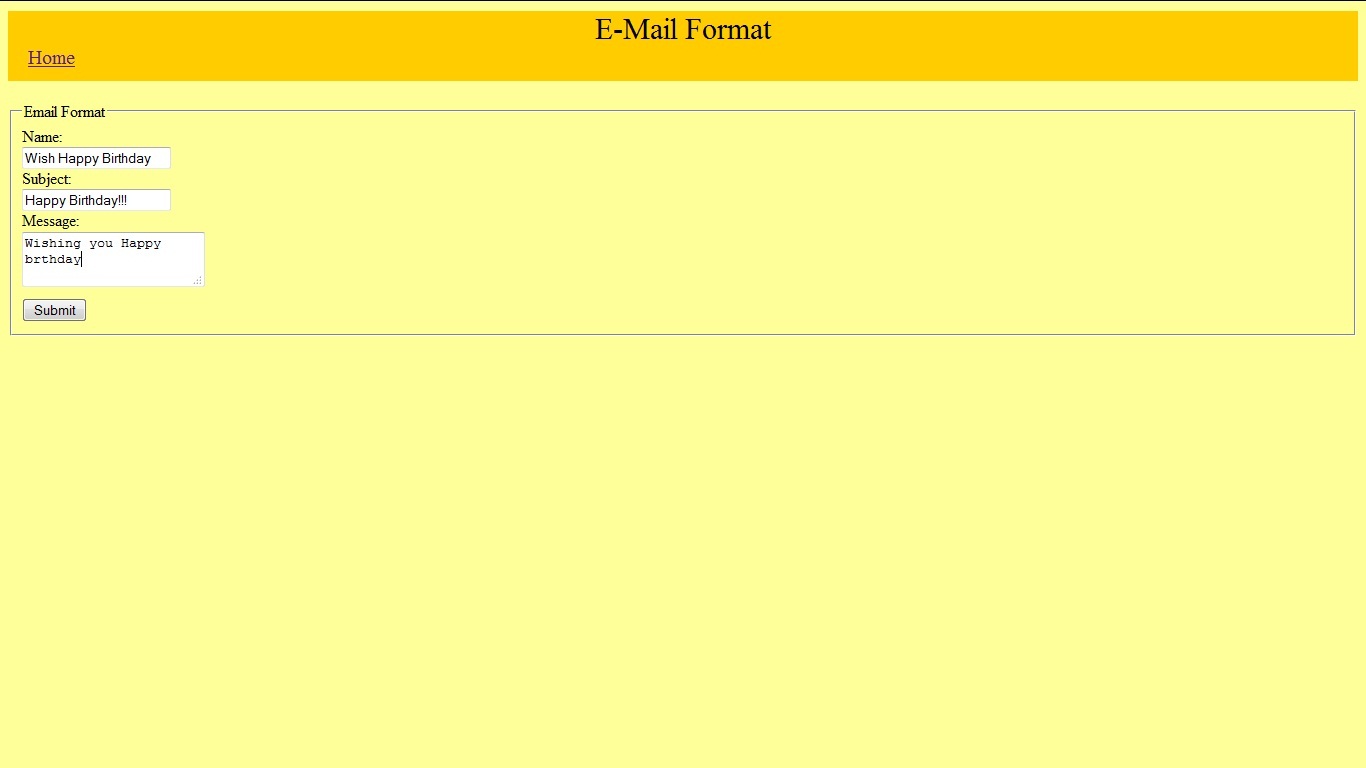 E-Mail Format
Home
Email Format
Name:
Wish Happy Birthday
Subject:
Happy Birthday!!!
Message:
Wishing you Happy
brthday
Submit